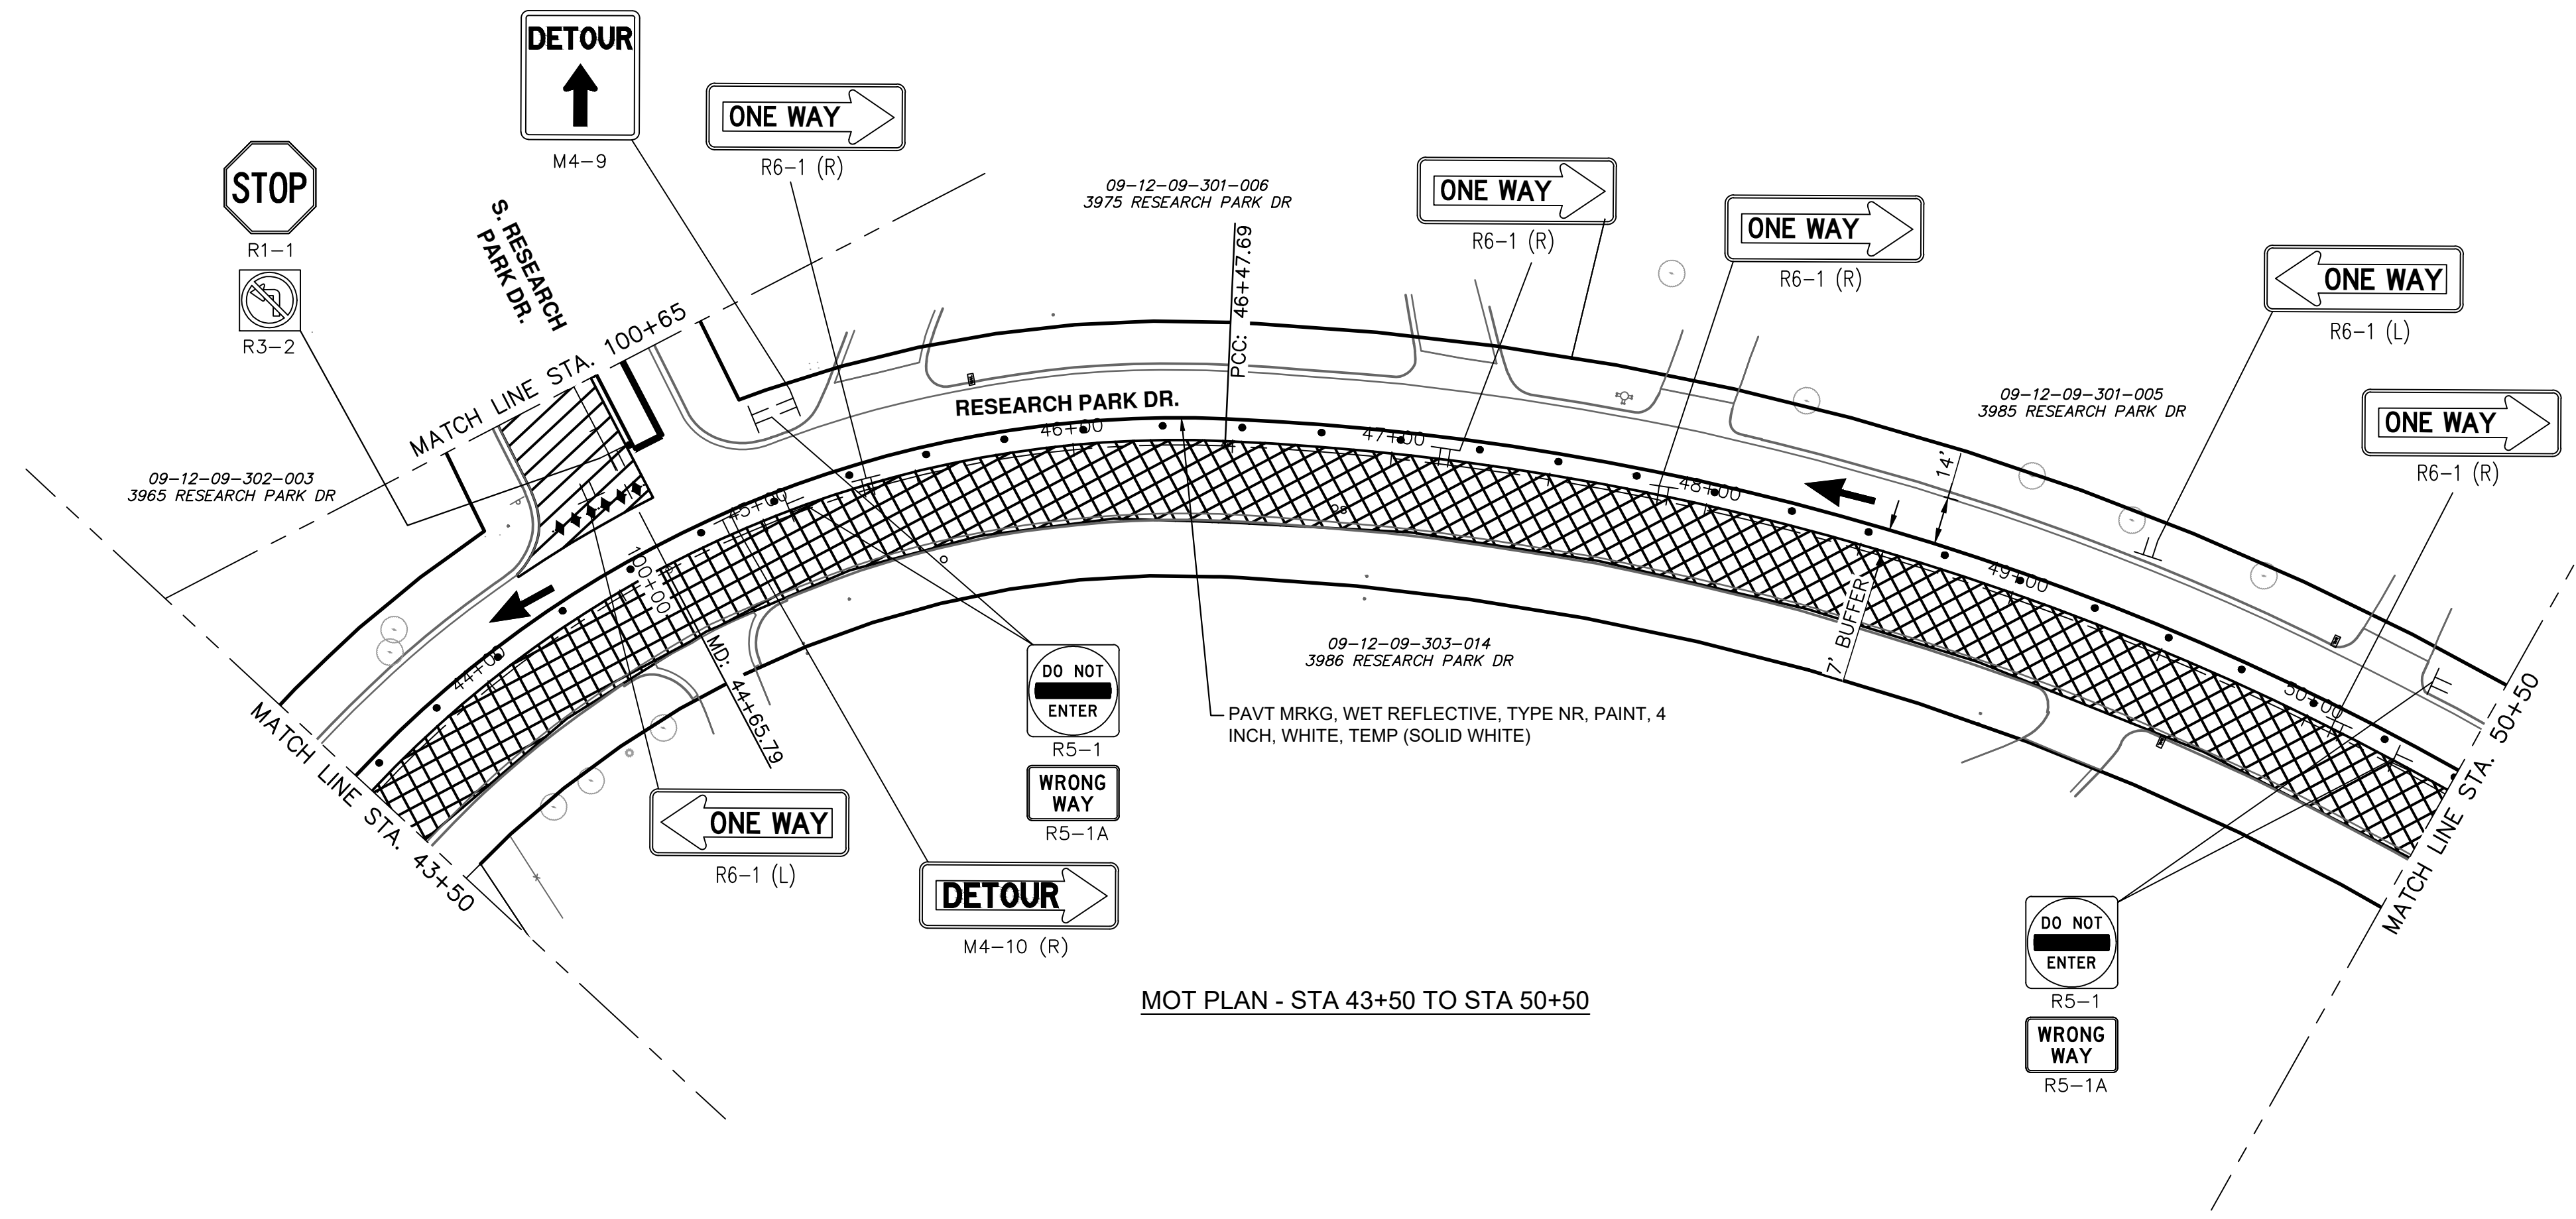 DETOUR
M4-9
ONE WAY
R6-1 (R)
STOP
R1-1
R3-2
S. RESEARCH
PARK DR.
09-12-09-301-006
3975 RESEARCH PARK DR
ONE WAY
R6-1 (R)
ONE WAY
R6-1 (R)
ONE WAY
R6-1 (L)
ONE WAY
R6-1 (R)
PCC: 46+47.69
MATCH LINE STA. 100+65
09-12-09-302-003
3965 RESEARCH PARK DR
RESEARCH PARK DR.
09-12-09-301-005
3985 RESEARCH PARK DR
14'
44+00
45+00
46+00
47+00
48+00
49+00
50+00
100+00
MD: 44+65.79
7' BUFFER
09-12-09-303-014
3986 RESEARCH PARK DR
PAVT MRKG, WET REFLECTIVE, TYPE NR, PAINT, 4
INCH, WHITE, TEMP (SOLID WHITE)
DO NOT
ENTER
R5-1
WRONG
WAY
R5-1A
ONE WAY
R6-1 (L)
DETOUR
M4-10 (R)
MATCH LINE STA. 43+50
MATCH LINE STA. 50+50
DO NOT
ENTER
R5-1
WRONG
WAY
R5-1A
MOT PLAN - STA 43+50 TO STA 50+50